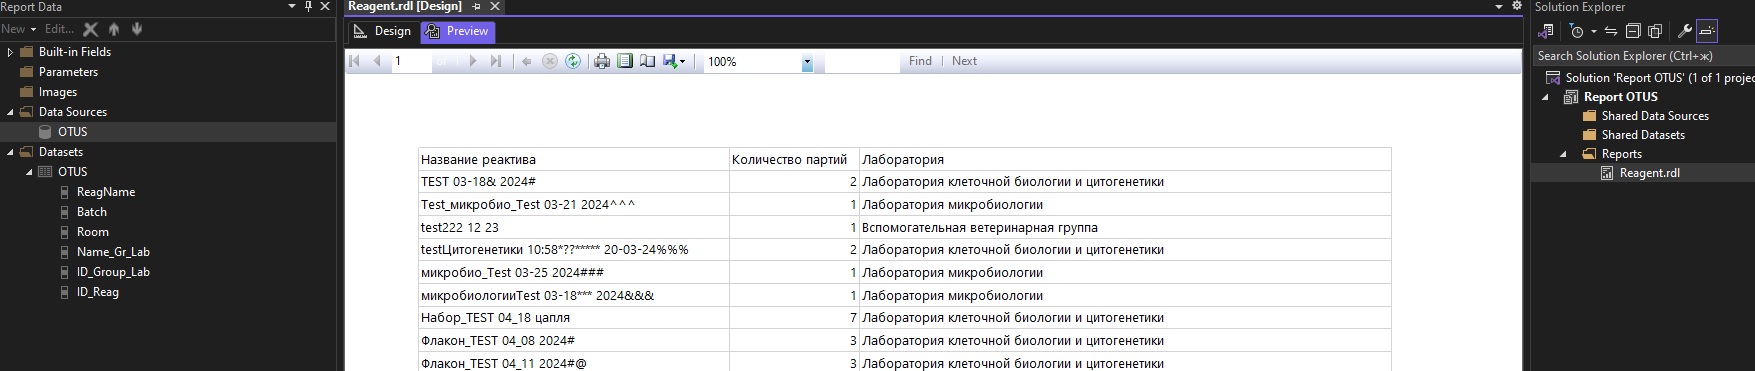 Report Data
New Edit...
Built-in Fields
Parameters
Images
Data Sources
OTUS
Datasets
OTUS
ReagName
Batch
Room
Name_Gr_Lab
ID_Group_Lab
ID_Reag
Reagent.rdl [Design]
Design Preview
1 of 1 100% Find | Next
Название реактива Количество партий Лаборатория
TEST 03-18& 2024# 2 Лаборатория клеточной биологии и цитогенетики
Test_микробио_Test 03-21 2024^^^ 1 Лаборатория микробиологии
test222 12 23 1 Вспомогательная ветеринарная группа
testЦитогенетики 10:58*??***** 20-03-24%%% 2 Лаборатория клеточной биологии и цитогенетики
микробио_Test 03-25 2024### 1 Лаборатория микробиологии
микробиологииTest 03-18*** 2024&&& 1 Лаборатория микробиологии
Набор_TEST 04_18 цапля 7 Лаборатория клеточной биологии и цитогенетики
Флакон_TEST 04_08 2024# 3 Лаборатория клеточной биологии и цитогенетики
Флакон_TEST 04_11 2024#@ 3 Лаборатория клеточной биологии и цитогенетики
Solution Explorer
Search Solution Explorer (Ctrl+ж)
Solution 'Report OTUS' (1 of 1 projec
Report OTUS
Shared Data Sources
Shared Datasets
Reports
Reagent.rdl